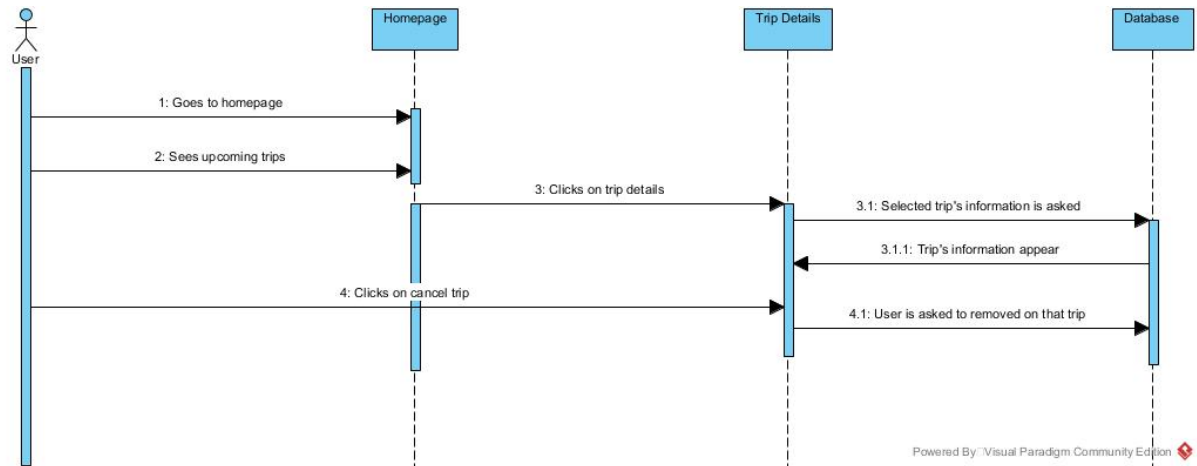 Homepage
Trip Details
Database
User
1: Goes to homepage
2: Sees upcoming trips
3: Clicks on trip details
3.1: Selected trip's information is asked
3.1.1: Trip's information appear
4: Clicks on cancel trip
4.1: User is asked to removed on that trip
Powered By Visual Paradigm Community Edition